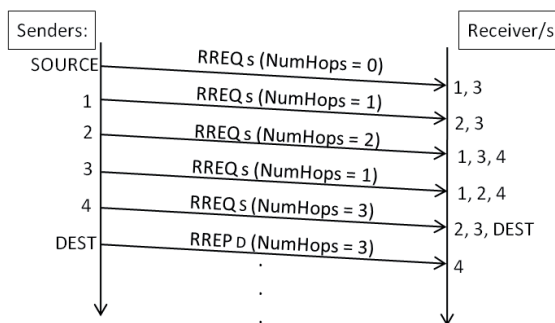 Senders:
Receiver/s
SOURCE
RREQ s (NumHops = 0)
1, 3
1
RREQ s (NumHops = 1)
2, 3
2
RREQ s (NumHops = 2)
1, 3, 4
3
RREQ s (NumHops = 1)
1, 2, 4
4
RREQ s (NumHops = 3)
2, 3, DEST
DEST
RREP D (NumHops = 3)
4